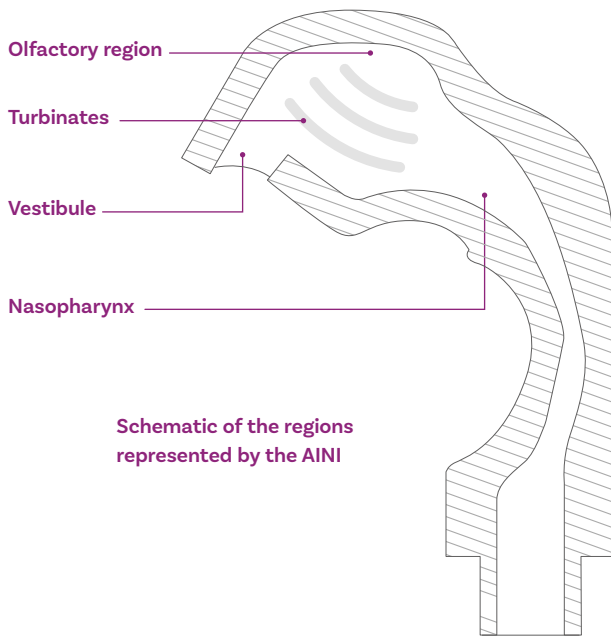 Olfactory region
Turbinates
Vestibule
Nasopharynx
Schematic of the regions
represented by the AINI